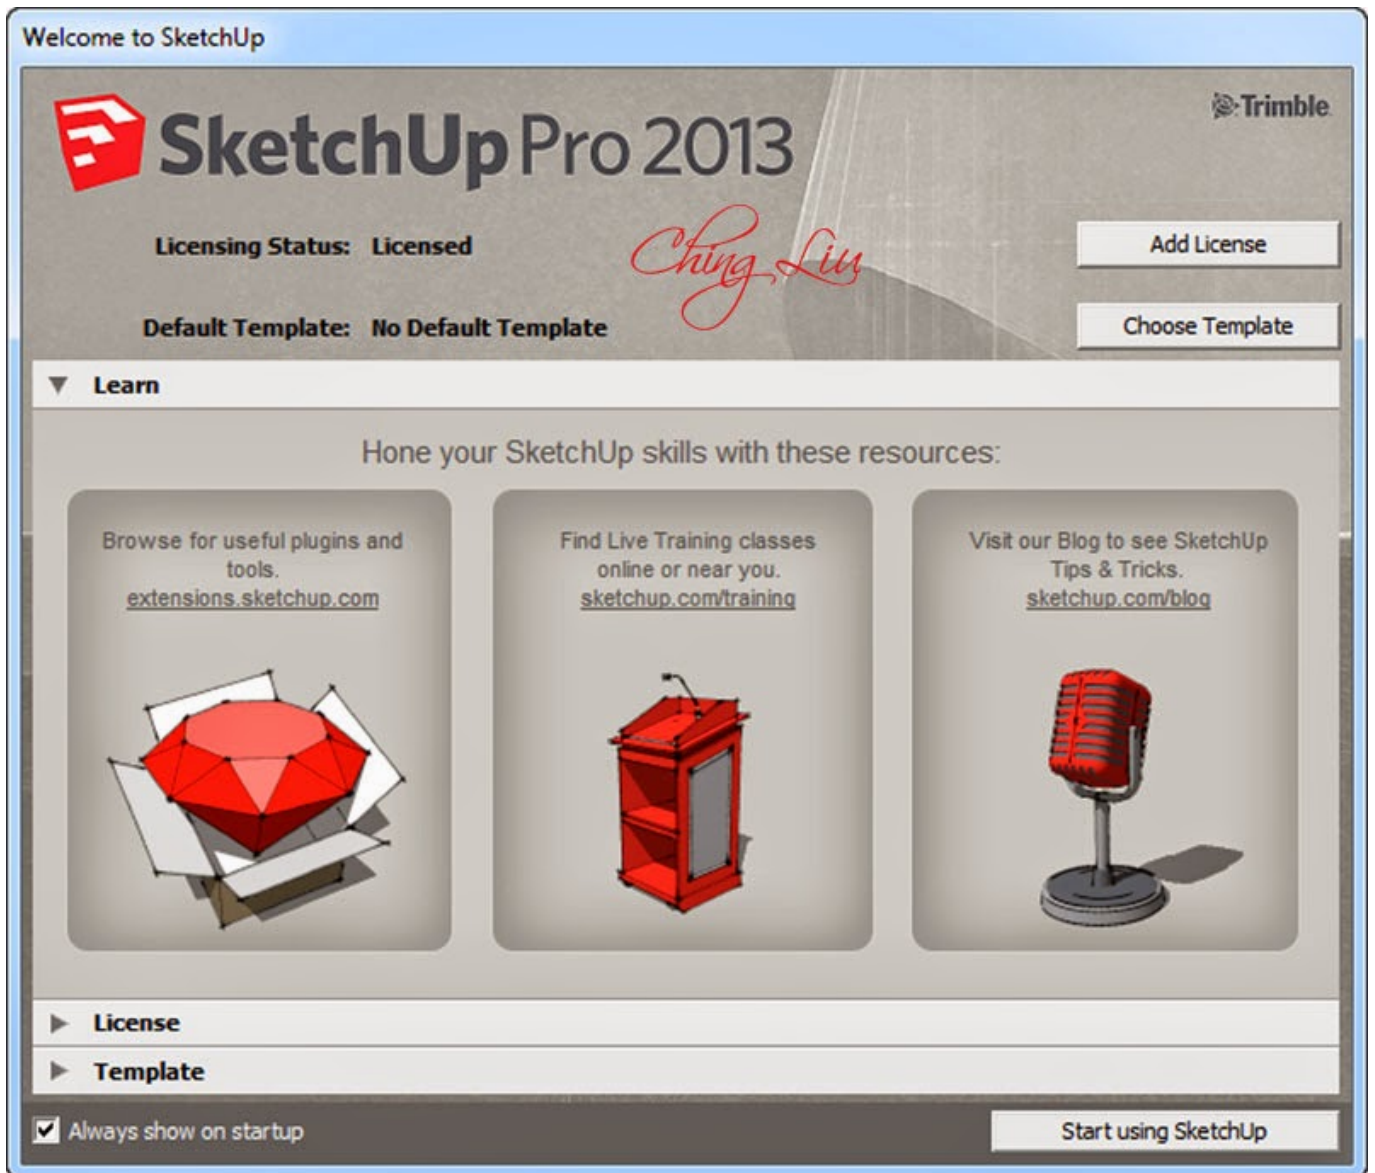 Welcome to SketchUp
SketchUp Pro 2013
Trimble
Licensing Status: Licensed
Ching Liu
Add License
Default Template: No Default Template
Choose Template
Learn
Hone your SketchUp skills with these resources:
Browse for useful plugins and
tools.
extensions.sketchup.com
Find Live Training classes
online or near you.
sketchup.com/training
Visit our Blog to see SketchUp
Tips & Tricks.
sketchup.com/blog
License
Template
Always show on startup
Start using SketchUp